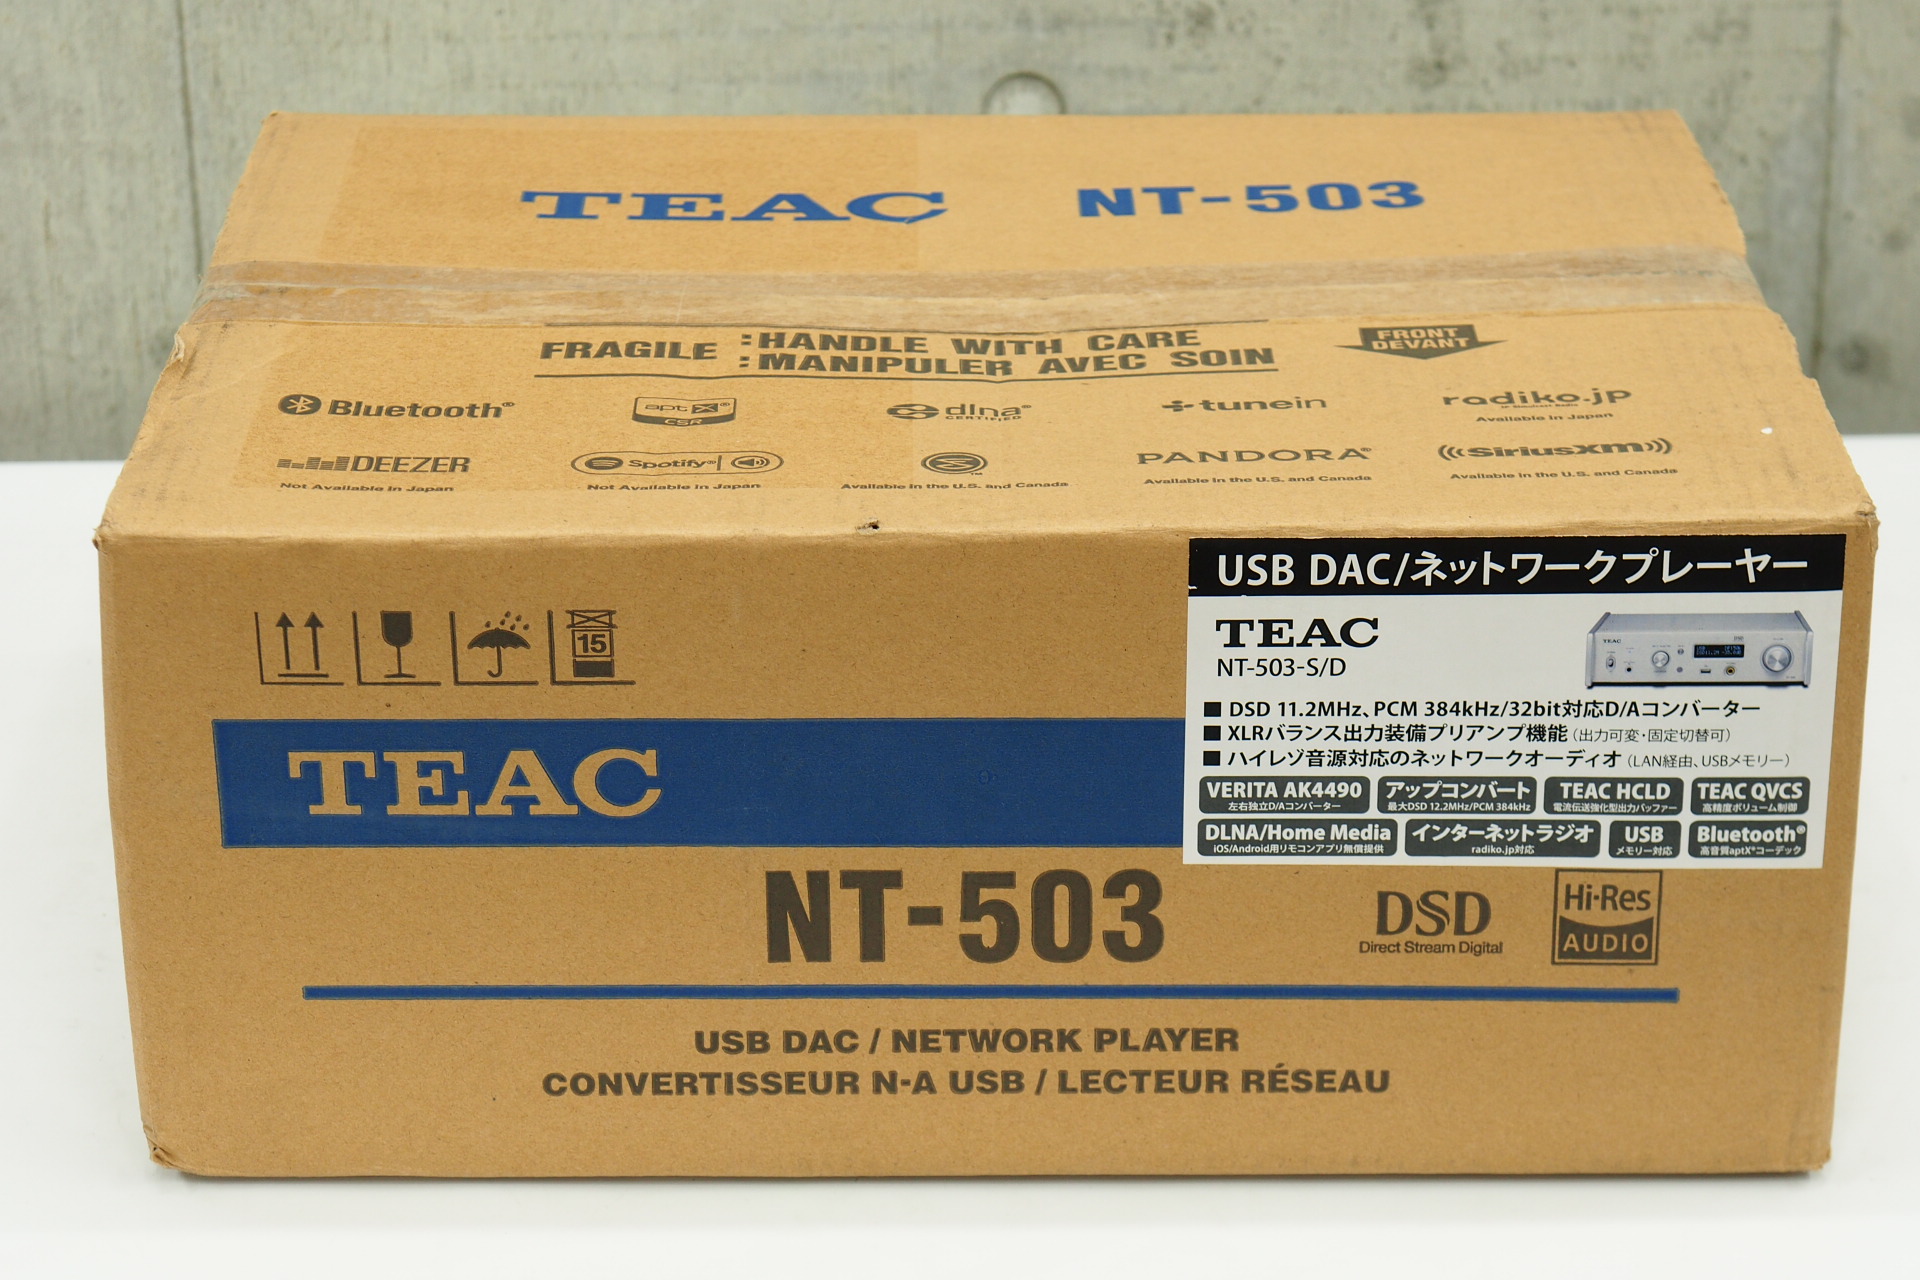 TEAC NT-503
FRAGILE :HANDLE WITH CARE
:MANIPULER AVEC SOIN
FRONT
DEVANT
Bluetooth®
aptX®
CSR
dlna®
CERTIFIED
tunein
radiko.jp
Available in Japan
DEEZER
Not Available in Japan
Spotify®
Not Available in Japan
Available in the U.S. and Canada
PANDORA®
Available in the U.S. and Canada
((((SiriusXM))))
Available in the U.S. and Canada
15
TEAC
USB DAC/ネットワークプレーヤー
TEAC
NT-503-S/D
TEAC
■ DSD 11.2MHz、PCM 384kHz/32bit対応D/Aコンバーター
■ XLRバランス出力装備プリアンプ機能（出力可変・固定切替可）
■ ハイレゾ音源対応のネットワークオーディオ（LAN経由、USBメモリー）
VERITA AK4490
左右独立D/Aコンバーター
アップコンバート
最大DSD 12.2MHz/PCM 384kHz
TEAC HCLD
電流伝送強化型出力バッファー
TEAC QVCS
高精度ボリューム制御
DLNA/Home Media
iOS/Android用リモコンアプリ無償提供
インターネットラジオ
radiko.jp対応
USB
メモリー対応
Bluetooth®
高音質aptX®コーデック
NT-503
DSD
Direct Stream Digital
Hi-Res
AUDIO
USB DAC / NETWORK PLAYER
CONVERTISSEUR N-A USB / LECTEUR RÉSEAU